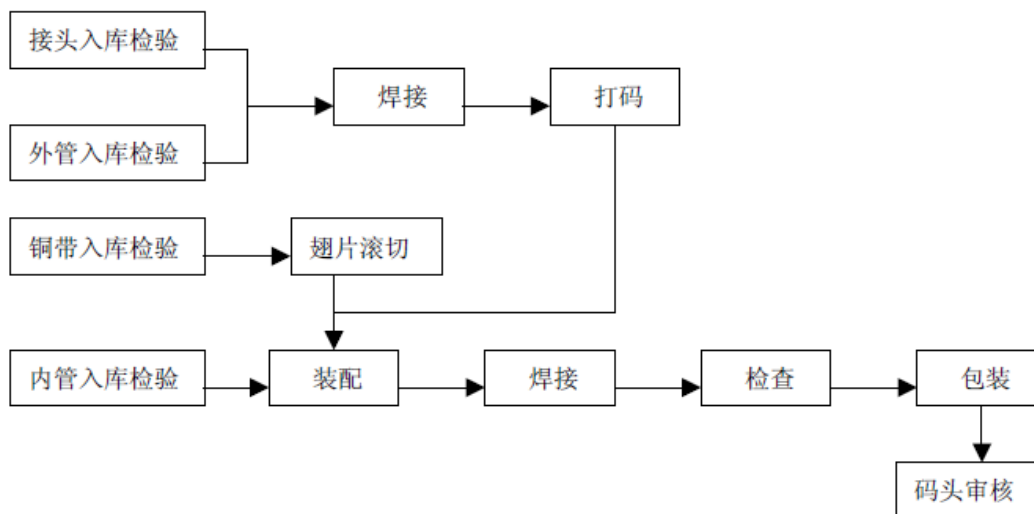 接头入库检验
焊接
打码
外管入库检验
铜带入库检验
翅片滚切
内管入库检验
装配
焊接
检查
包装
码头审核